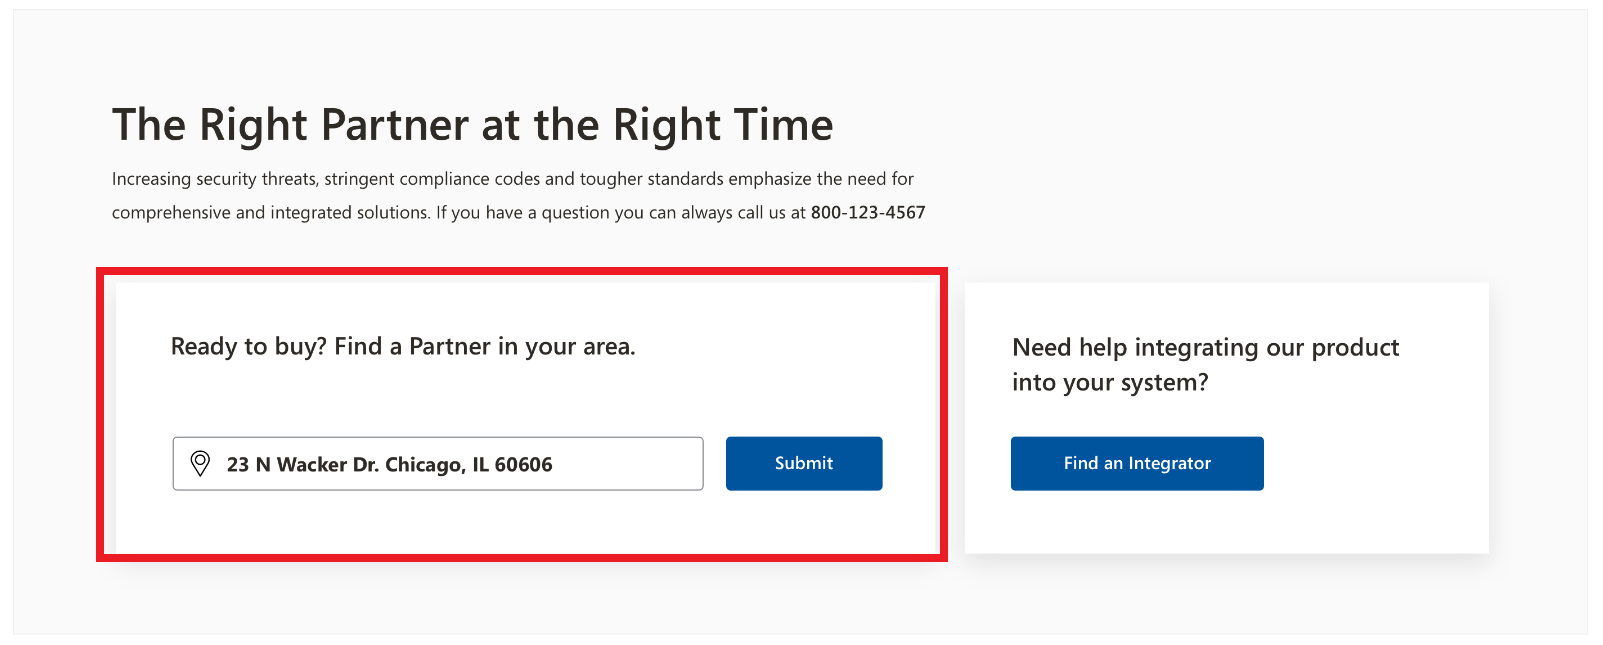 The Right Partner at the Right Time
Increasing security threats, stringent compliance codes and tougher standards emphasize the need for
comprehensive and integrated solutions. If you have a question you can always call us at 800-123-4567
Ready to buy? Find a Partner in your area.
23 N Wacker Dr. Chicago, IL 60606
Submit
Need help integrating our product
into your system?
Find an Integrator